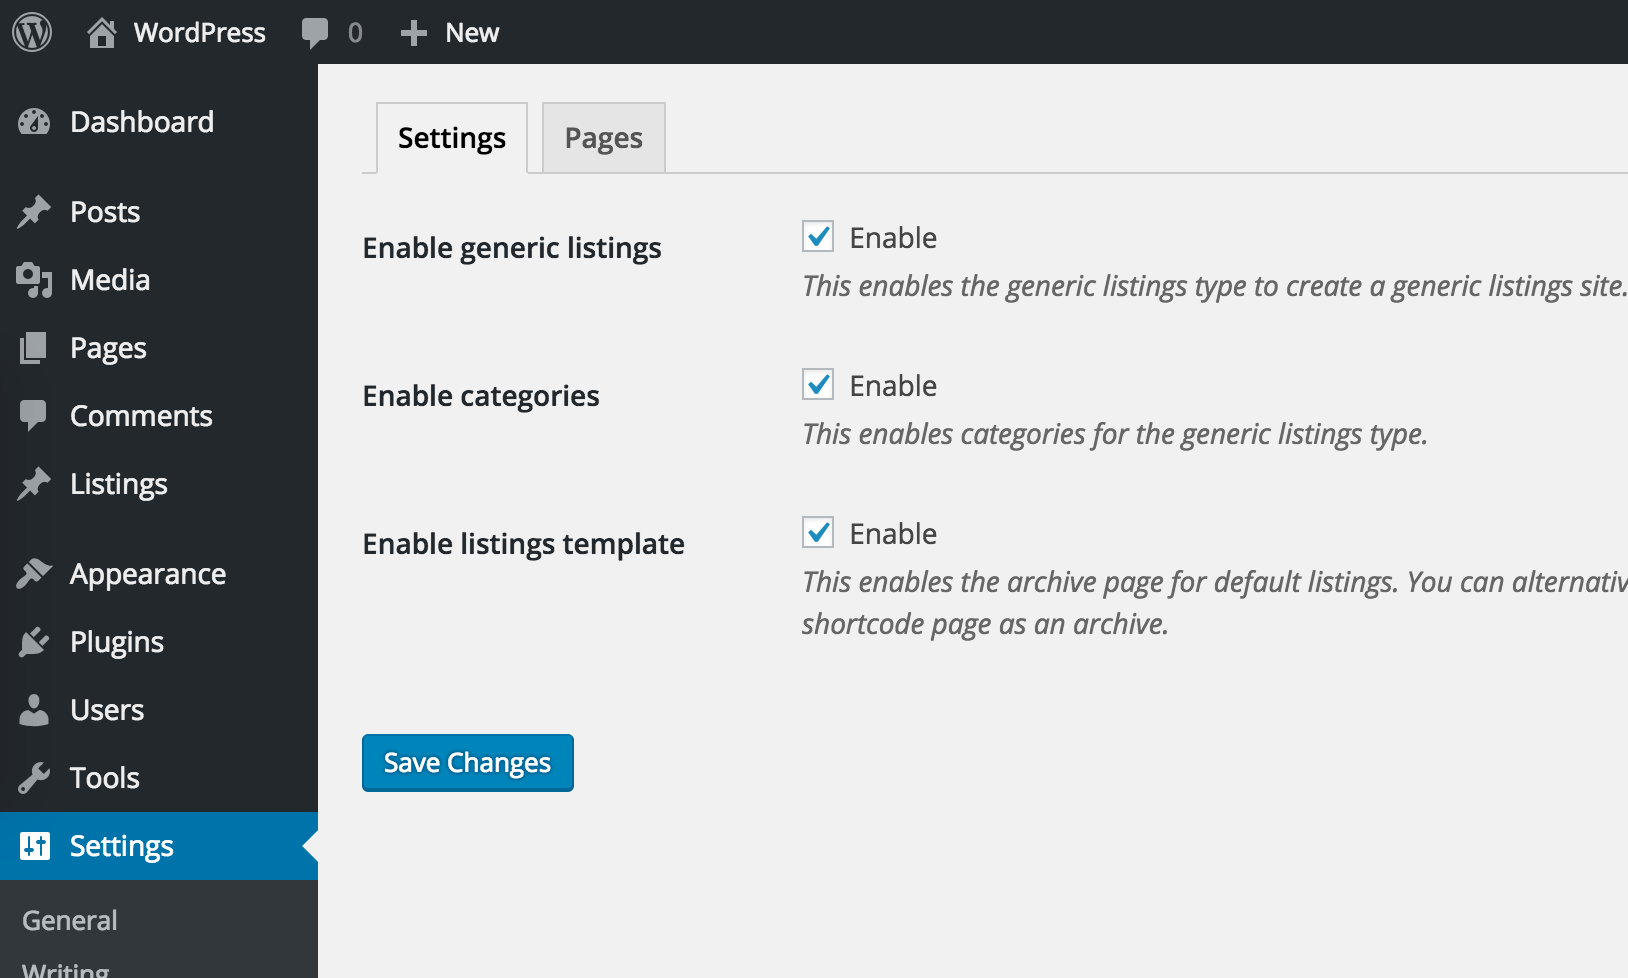 WordPress 0 New
Dashboard
Posts
Media
Pages
Comments
Listings
Appearance
Plugins
Users
Tools
Settings
General
Writing
Settings Pages
Enable generic listings
Enable
This enables the generic listings type to create a generic listings site.
Enable categories
Enable
This enables categories for the generic listings type.
Enable listings template
Enable
This enables the archive page for default listings. You can
shortcode page as an archive.
Save Changes